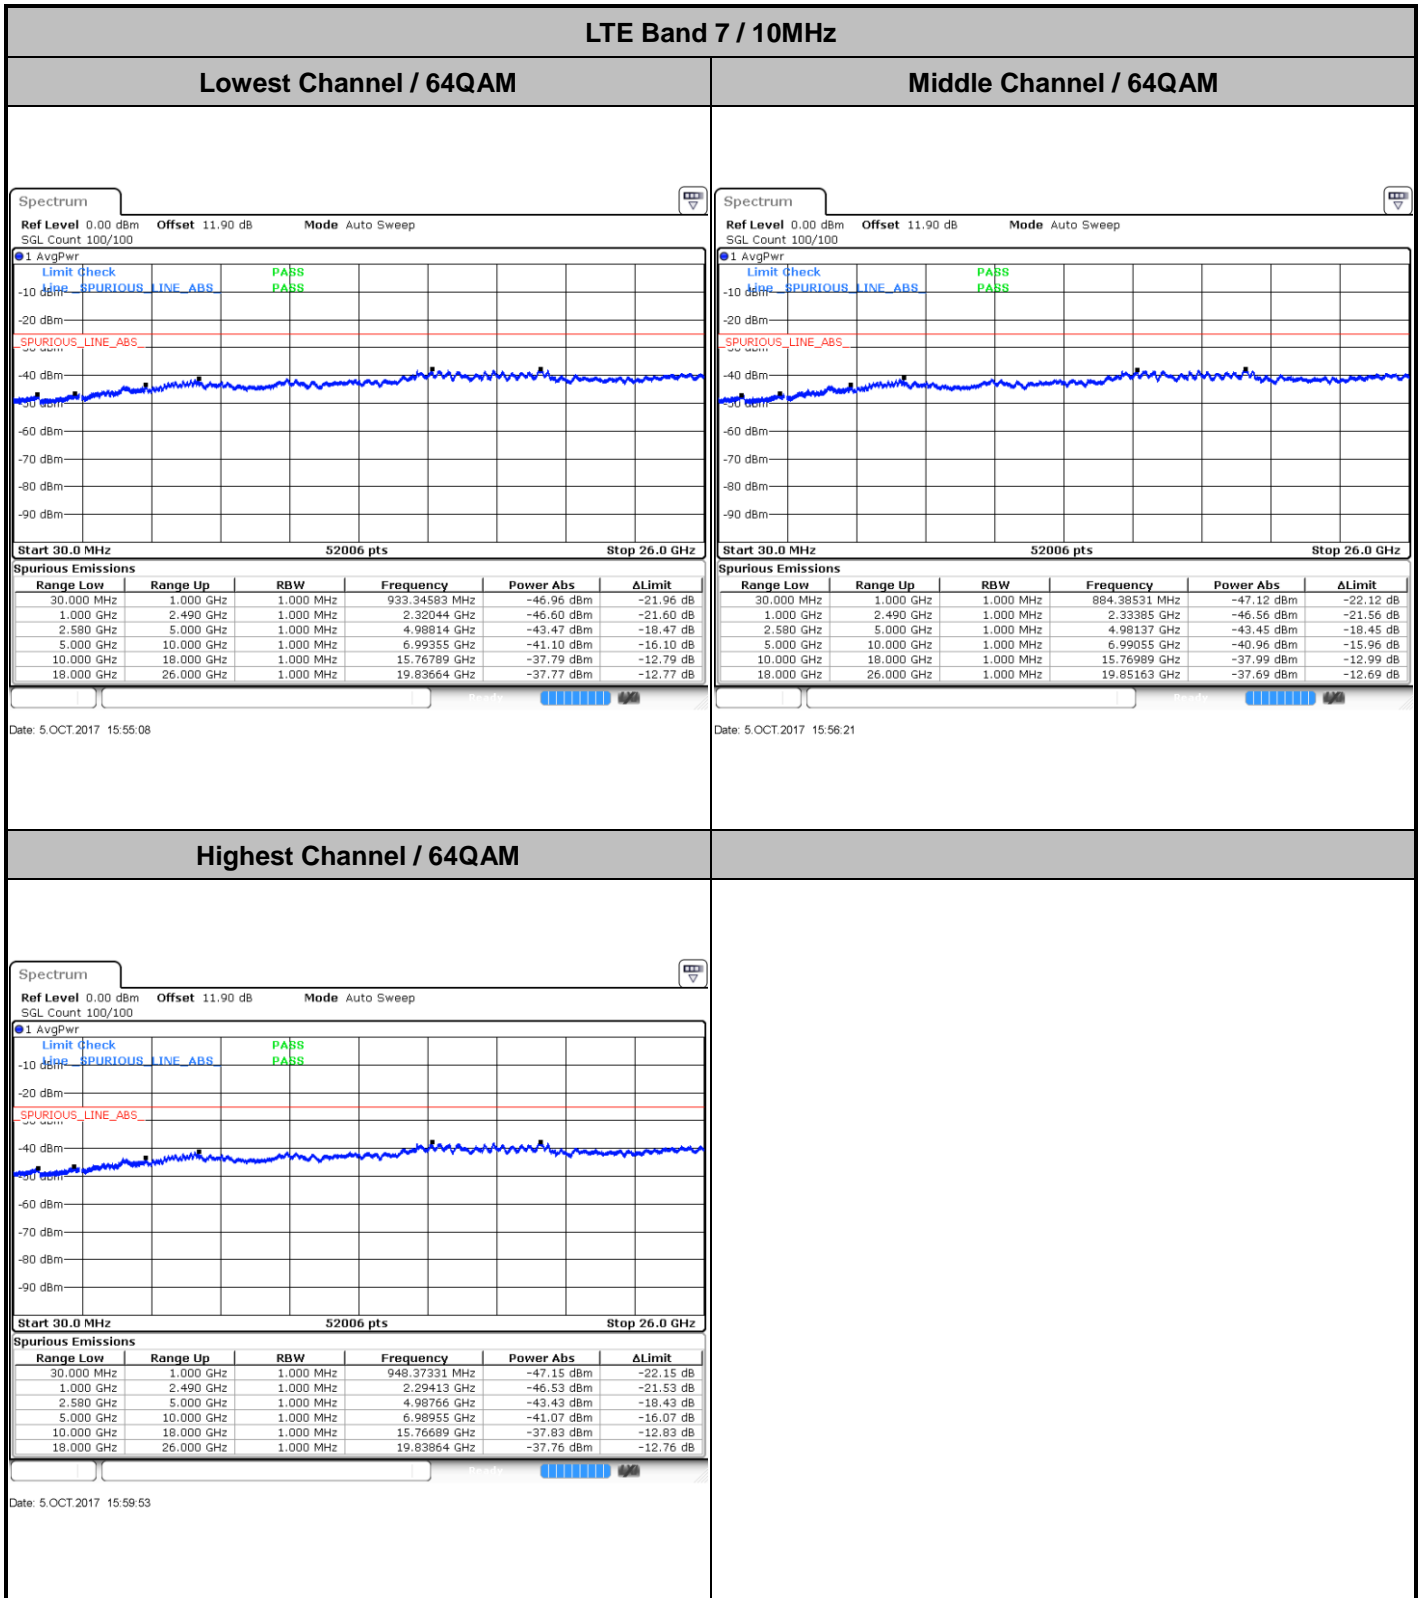 LTE Band 7 / 10MHz
Lowest Channel / 64QAM
Middle Channel / 64QAM
Spectrum
Ref Level 0.00 dBm Offset 11.90 dB Mode Auto Sweep
SGL Count 100/100
1 AvgPwr
Limit Check PASS
Line _SPURIOUS_LINE_ABS_ PASS
-10 dBm
-20 dBm
_SPURIOUS_LINE_ABS_
-30 dBm
-40 dBm
-50 dBm
-60 dBm
-70 dBm
-80 dBm
-90 dBm
Start 30.0 MHz 52006 pts Stop 26.0 GHz
Spurious Emissions
Range Low Range Up RBW Frequency Power Abs ΔLimit
30.000 MHz 1.000 GHz 1.000 MHz 933.34583 MHz -46.96 dBm -21.96 dB
1.000 GHz 2.490 GHz 1.000 MHz 2.32044 GHz -46.60 dBm -21.60 dB
2.580 GHz 5.000 GHz 1.000 MHz 4.98814 GHz -43.47 dBm -18.47 dB
5.000 GHz 10.000 GHz 1.000 MHz 6.99355 GHz -41.10 dBm -16.10 dB
10.000 GHz 18.000 GHz 1.000 MHz 15.76789 GHz -37.79 dBm -12.79 dB
18.000 GHz 26.000 GHz 1.000 MHz 19.83664 GHz -37.77 dBm -12.77 dB
Ready
Date: 5.OCT.2017 15:55:08
Spectrum
Ref Level 0.00 dBm Offset 11.90 dB Mode Auto Sweep
SGL Count 100/100
1 AvgPwr
Limit Check PASS
Line _SPURIOUS_LINE_ABS_ PASS
-10 dBm
-20 dBm
_SPURIOUS_LINE_ABS_
-30 dBm
-40 dBm
-50 dBm
-60 dBm
-70 dBm
-80 dBm
-90 dBm
Start 30.0 MHz 52006 pts Stop 26.0 GHz
Spurious Emissions
Range Low Range Up RBW Frequency Power Abs ΔLimit
30.000 MHz 1.000 GHz 1.000 MHz 884.38531 MHz -47.12 dBm -22.12 dB
1.000 GHz 2.490 GHz 1.000 MHz 2.33385 GHz -46.56 dBm -21.56 dB
2.580 GHz 5.000 GHz 1.000 MHz 4.98137 GHz -43.45 dBm -18.45 dB
5.000 GHz 10.000 GHz 1.000 MHz 6.99055 GHz -40.96 dBm -15.96 dB
10.000 GHz 18.000 GHz 1.000 MHz 15.76989 GHz -37.99 dBm -12.99 dB
18.000 GHz 26.000 GHz 1.000 MHz 19.85163 GHz -37.69 dBm -12.69 dB
Ready
Date: 5.OCT.2017 15:56:21
Highest Channel / 64QAM
Spectrum
Ref Level 0.00 dBm Offset 11.90 dB Mode Auto Sweep
SGL Count 100/100
1 AvgPwr
Limit Check PASS
Line _SPURIOUS_LINE_ABS_ PASS
-10 dBm
-20 dBm
_SPURIOUS_LINE_ABS_
-30 dBm
-40 dBm
-50 dBm
-60 dBm
-70 dBm
-80 dBm
-90 dBm
Start 30.0 MHz 52006 pts Stop 26.0 GHz
Spurious Emissions
Range Low Range Up RBW Frequency Power Abs ΔLimit
30.000 MHz 1.000 GHz 1.000 MHz 948.37331 MHz -47.15 dBm -22.15 dB
1.000 GHz 2.490 GHz 1.000 MHz 2.29413 GHz -46.53 dBm -21.53 dB
2.580 GHz 5.000 GHz 1.000 MHz 4.98766 GHz -43.43 dBm -18.43 dB
5.000 GHz 10.000 GHz 1.000 MHz 6.98955 GHz -41.07 dBm -16.07 dB
10.000 GHz 18.000 GHz 1.000 MHz 15.76689 GHz -37.83 dBm -12.83 dB
18.000 GHz 26.000 GHz 1.000 MHz 19.83864 GHz -37.76 dBm -12.76 dB
Ready
Date: 5.OCT.2017 15:59:53